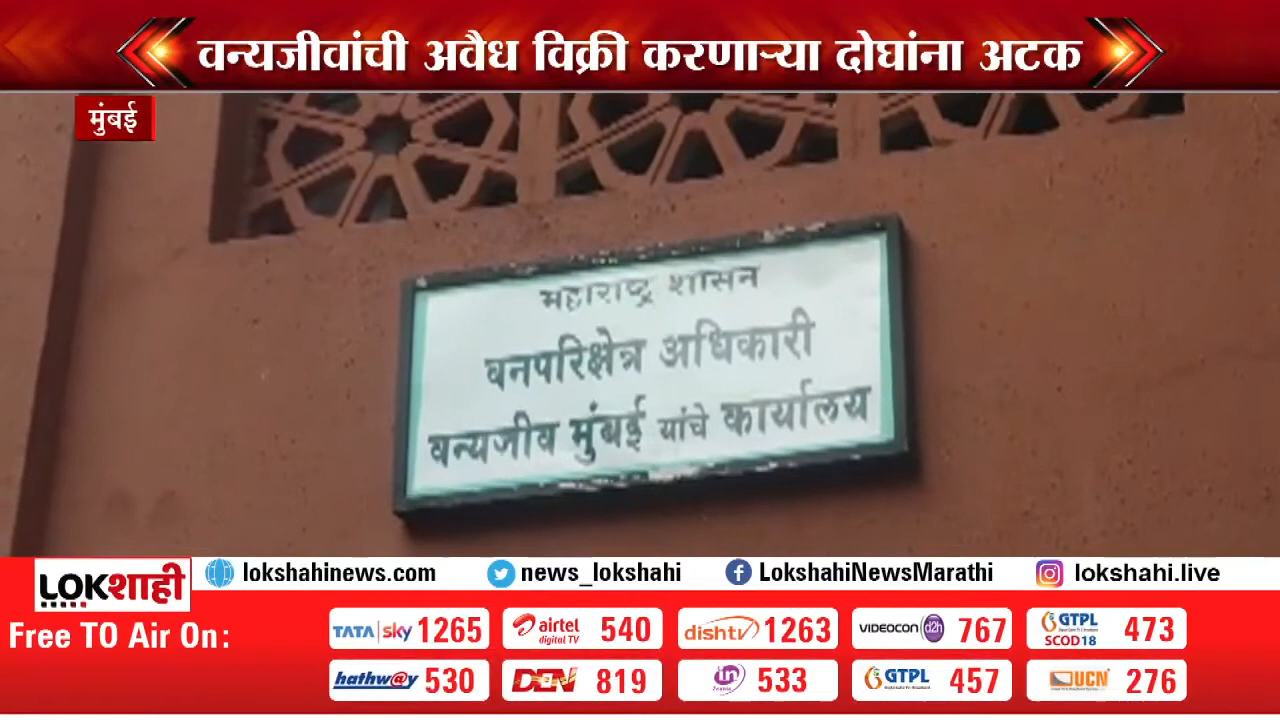 वन्यजीवांची अवैध विक्री करणाऱ्या दोघांना अटक
मुंबई
महाराष्ट्र शासन
वनपरिक्षेत्र अधिकारी
वन्यजीव मुंबई यांचे कार्यालय
LOKशाही
lokshahinews.com
news_lokshahi
LokshahiNewsMarathi
lokshahi.live
Free TO Air On:
TATA sky 1265
airtel digital TV 540
dishtv 1263
VIDEOCON d2h 767
GTPL SCOD18 473
hathw@y 530
DEN 819
in 533
GTPL 457
UCN 276